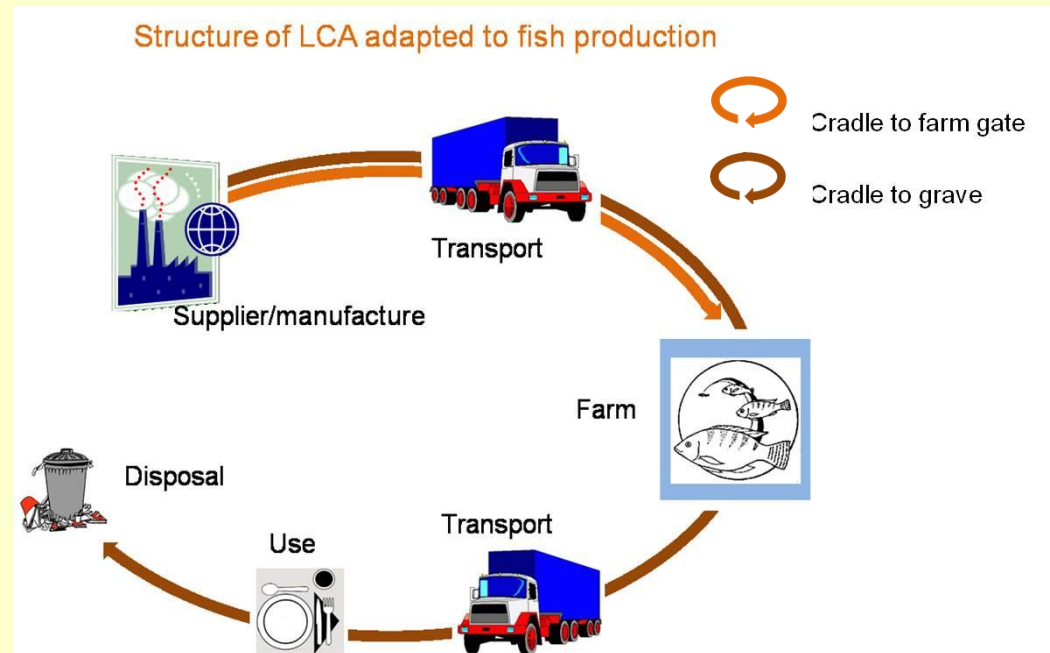 Structure of LCA adapted to fish production
Cradle to farm gate
Cradle to grave
Transport
Supplier/manufacture
Farm
Disposal
Transport
Use